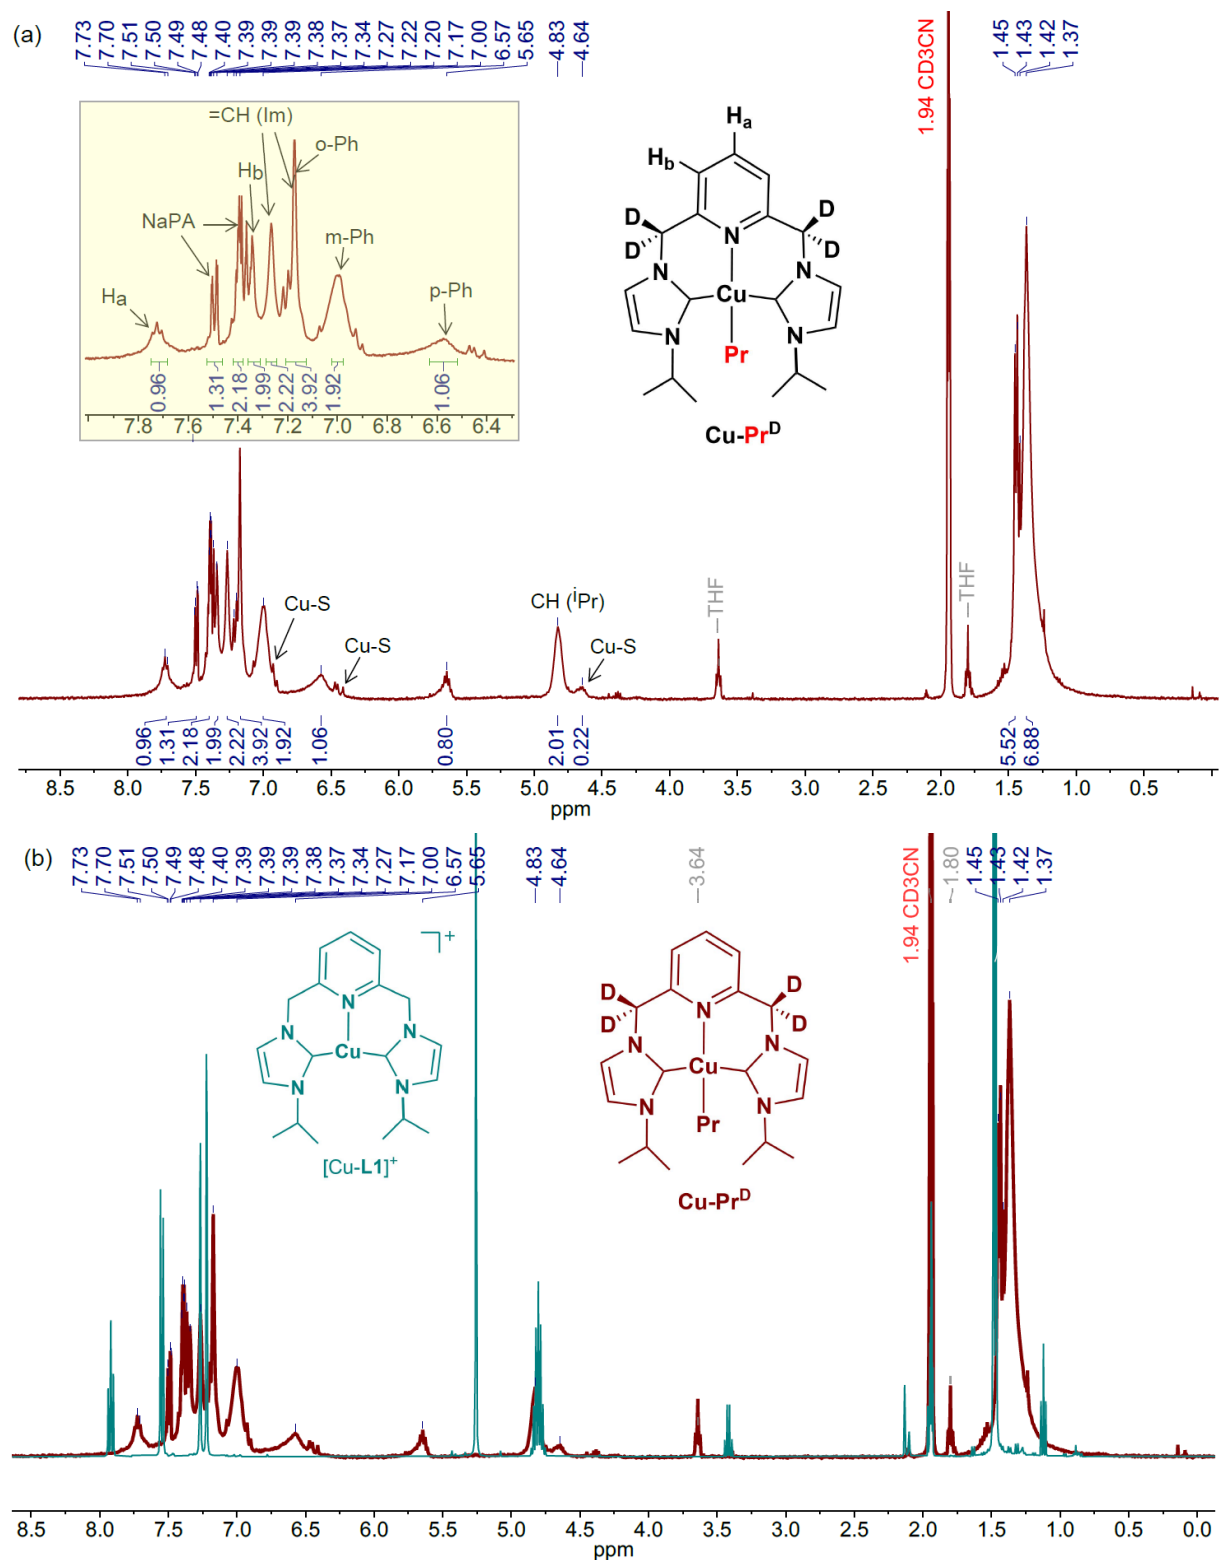 (a)
7.73 7.70 7.51 7.50 7.49 7.48 7.40 7.39 7.39 7.39 7.38 7.37 7.34 7.27 7.22 7.20 7.17 7.00 6.57 5.65 4.83 4.64 1.94 CD3CN 1.45 1.43 1.42 1.37
=CH (Im)
o-Ph
Hb
NaPA
m-Ph
Ha
p-Ph
0.96 1.31 2.18 1.99 2.22 3.92 1.92 1.06
7.8 7.6 7.4 7.2 7.0 6.8 6.6 6.4
Ha
Hb
D D
D D
N
N N
Cu
N N
Pr
Cu-PrD
Cu-S
Cu-S
CH (iPr)
Cu-S
THF
THF
0.96 1.31 2.18 1.99 2.22 3.92 1.92 1.06 0.80 2.01 0.22 5.52 6.88
8.5 8.0 7.5 7.0 6.5 6.0 5.5 5.0 4.5 4.0 3.5 3.0 2.5 2.0 1.5 1.0 0.5
ppm
(b)
7.73 7.70 7.51 7.50 7.49 7.48 7.40 7.39 7.39 7.39 7.38 7.37 7.34 7.27 7.17 7.00 6.57 5.65 4.83 4.64 3.64 1.94 CD3CN 1.80 1.45 1.43 1.42 1.37
+
N
N N
Cu
N N
[Cu-L1]+
D D
D D
N
N N
Cu
N N
Pr
Cu-PrD
8.5 8.0 7.5 7.0 6.5 6.0 5.5 5.0 4.5 4.0 3.5 3.0 2.5 2.0 1.5 1.0 0.5 0.0
ppm